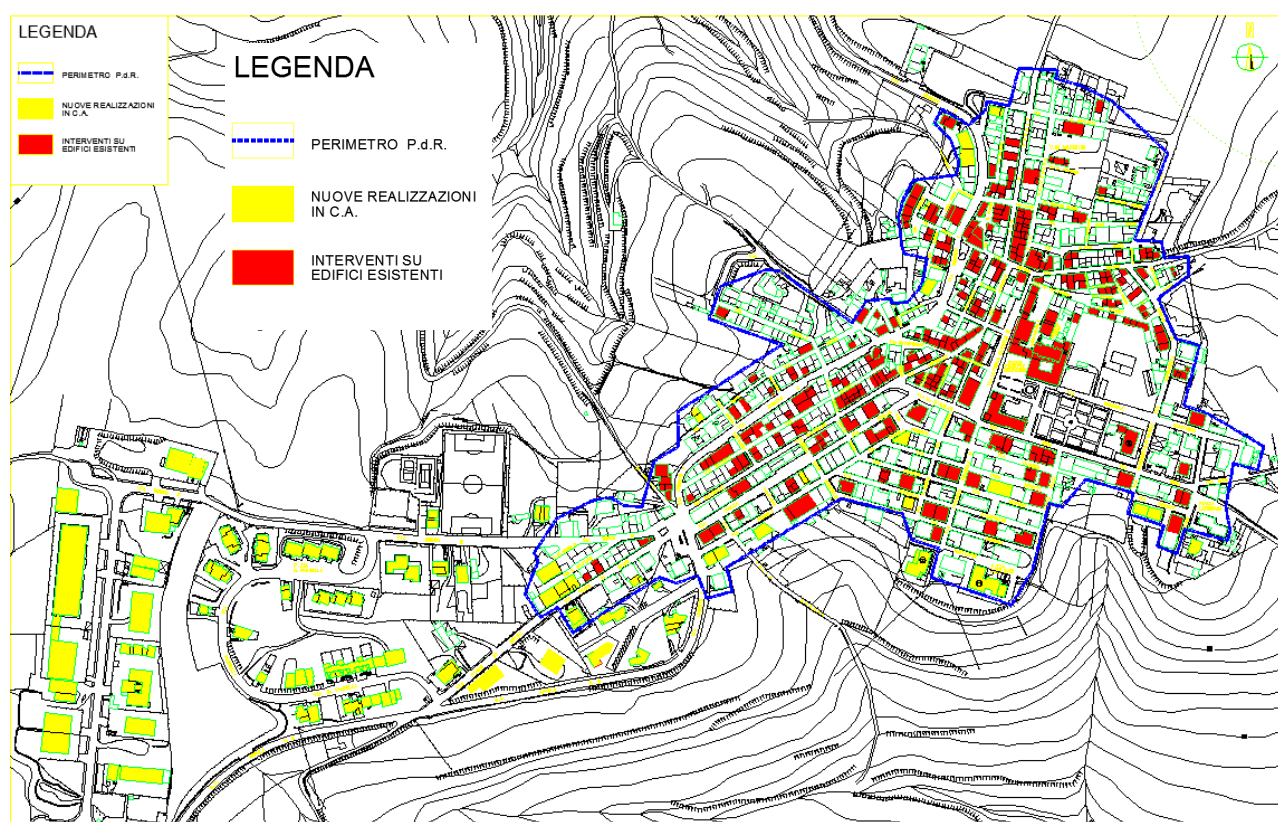 LEGENDA
PERIMETRO P.d.R.
NUOVE REALIZZAZIONI
IN C.A.
INTERVENTI SU
EDIFICI ESISTENTI
LEGENDA
PERIMETRO P.d.R.
NUOVE REALIZZAZIONI
IN C.A.
INTERVENTI SU
EDIFICI ESISTENTI